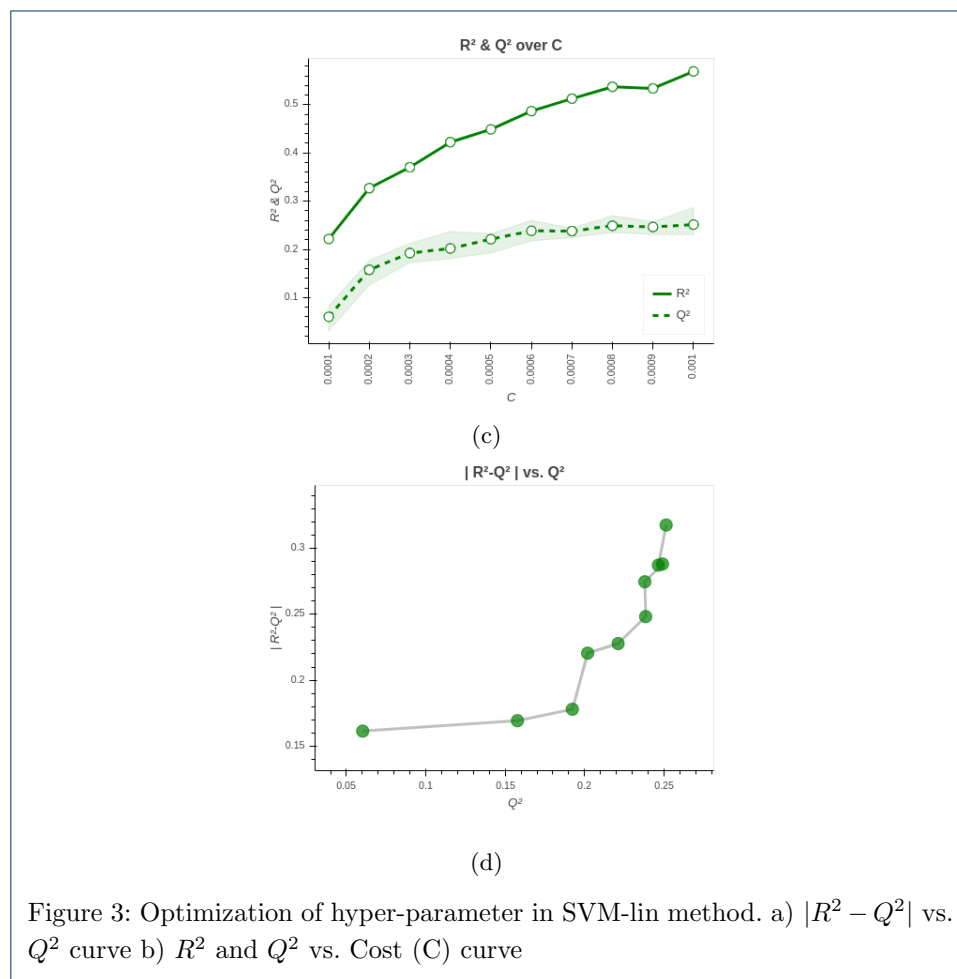 R² & Q² over C
R² & Q²
0.5
0.4
0.3
0.2
0.1
R²
Q²
0.0001
0.0002
0.0003
0.0004
0.0005
0.0006
0.0007
0.0008
0.0009
0.001
C
(c)
| R²-Q² | vs. Q²
| R²-Q² |
0.3
0.25
0.2
0.15
0.05
0.1
0.15
0.2
0.25
Q²
(d)
Figure 3: Optimization of hyper-parameter in SVM-lin method. a) |R² − Q²| vs.
Q² curve b) R² and Q² vs. Cost (C) curve